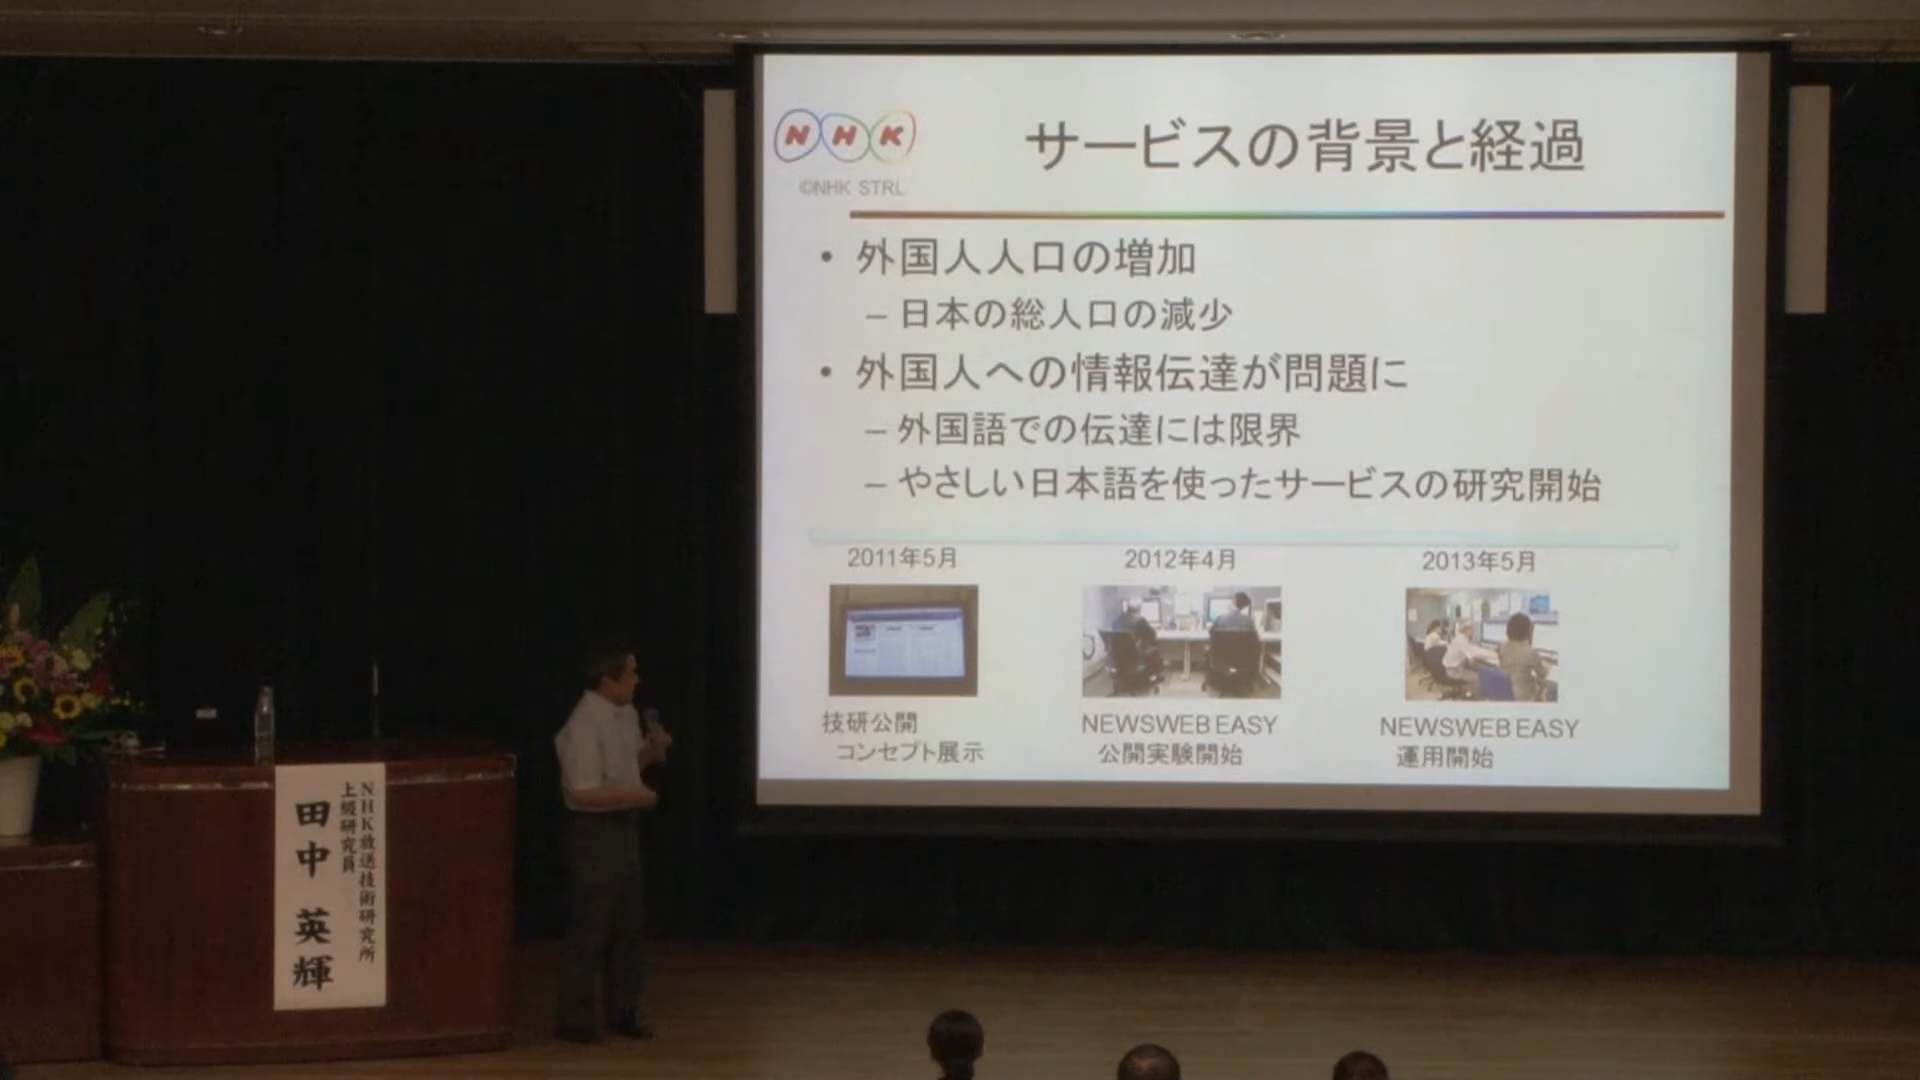 NHK
©NHK STRL
サービスの背景と経過
• 外国人人口の増加
– 日本の総人口の減少
• 外国人への情報伝達が問題に
– 外国語での伝達には限界
– やさしい日本語を使ったサービスの研究開始
2011年5月
2012年4月
2013年5月
技研公開
コンセプト展示
NEWSWEB EASY
公開実験開始
NEWSWEB EASY
運用開始
NHK放送技術研究所
上級研究員
田中 英輝